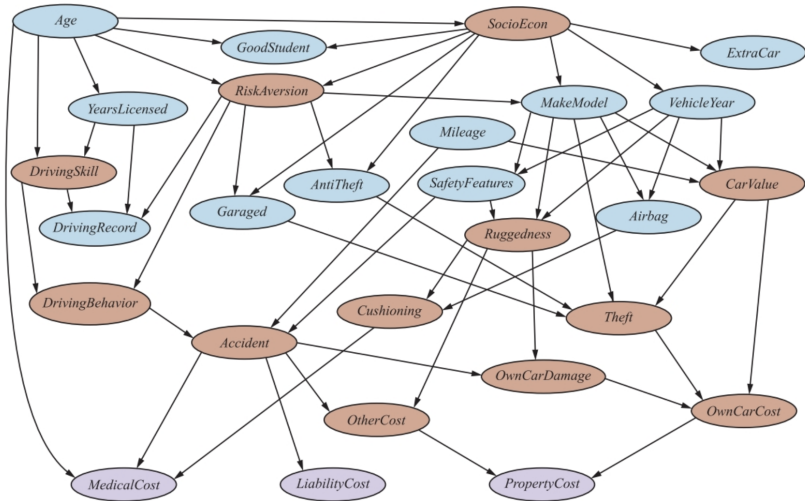 Age
SocioEcon
GoodStudent
ExtraCar
RiskAversion
YearsLicensed
MakeModel
VehicleYear
Mileage
DrivingSkill
AntiTheft
SafetyFeatures
CarValue
Garaged
Airbag
DrivingRecord
Ruggedness
DrivingBehavior
Cushioning
Theft
Accident
OwnCarDamage
OtherCost
OwnCarCost
MedicalCost
LiabilityCost
PropertyCost